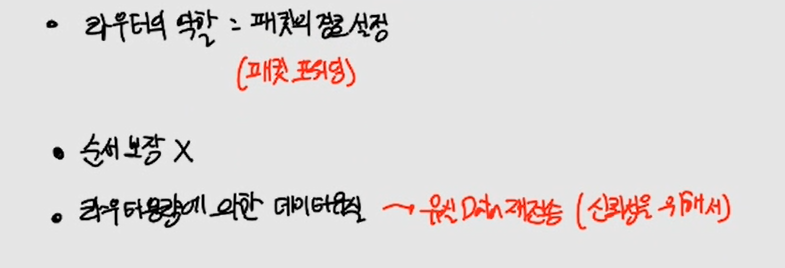 • 라우터의 역할 = 패킷의 경로설정
(패킷 포워딩)
• 순서 보장 X
• 라우터용량에 의한 데이터유실 → 유실 Data 재전송 (신뢰성을 위해서)